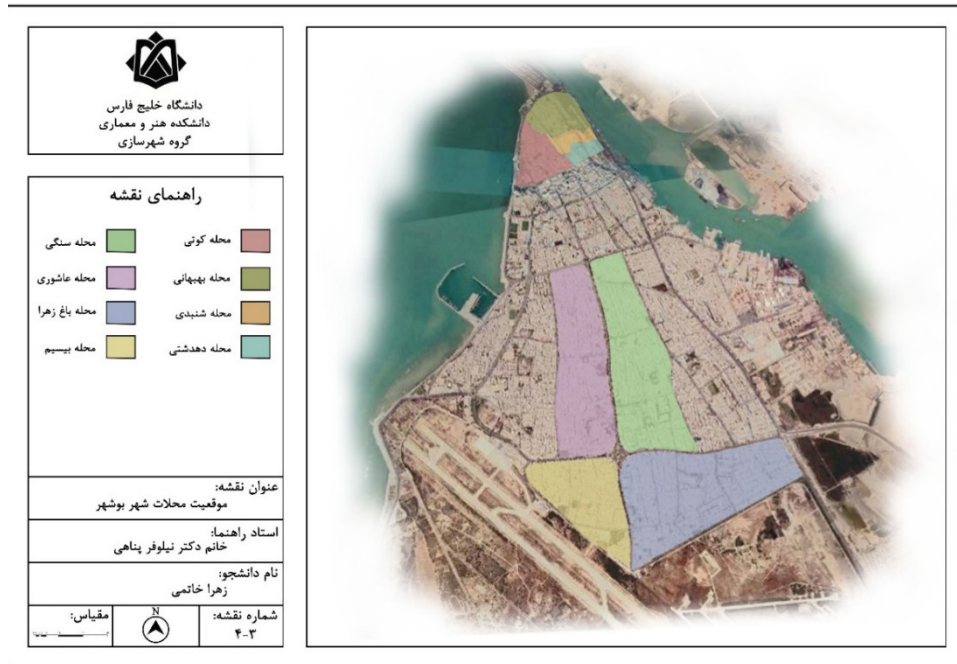 دانشگاه خلیج فارس
دانشکده هنر و معماری
گروه شهرسازی
راهنمای نقشه
محله کوتی
محله سنگی
محله بهبهانی
محله عاشوری
محله شنبدی
محله باغ زهرا
محله دهدشتی
محله بیسیم
عنوان نقشه:
موقعیت محلات شهر بوشهر
استاد راهنما:
خانم دکتر نیلوفر پناهی
نام دانشجو:
زهرا خاتمی
شماره نقشه:
۴-۳
N
مقیاس: